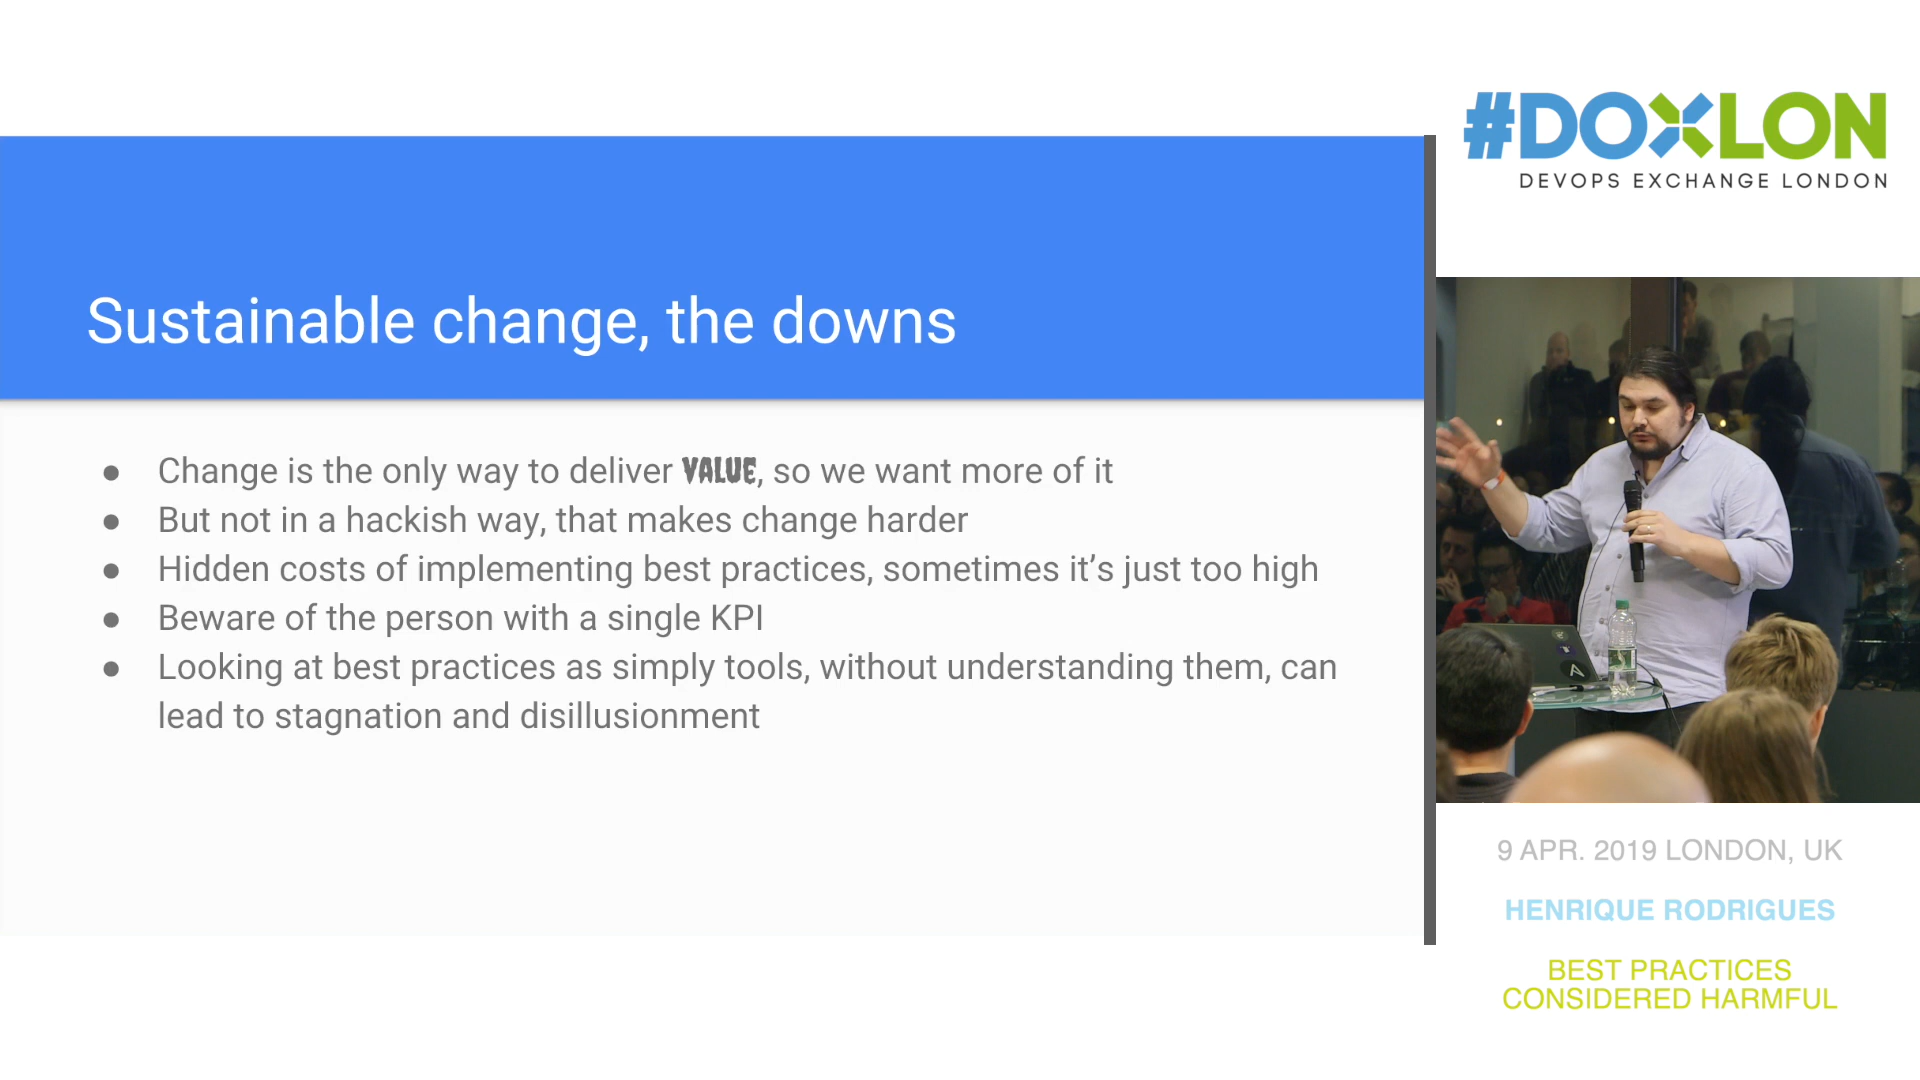 #DOXLON
DEVOPS EXCHANGE LONDON
Sustainable change, the downs
● Change is the only way to deliver VALUE, so we want more of it
● But not in a hackish way, that makes change harder
● Hidden costs of implementing best practices, sometimes it’s just too high
● Beware of the person with a single KPI
● Looking at best practices as simply tools, without understanding them, can
lead to stagnation and disillusionment
9 APR. 2019 LONDON, UK
HENRIQUE RODRIGUES
BEST PRACTICES
CONSIDERED HARMFUL